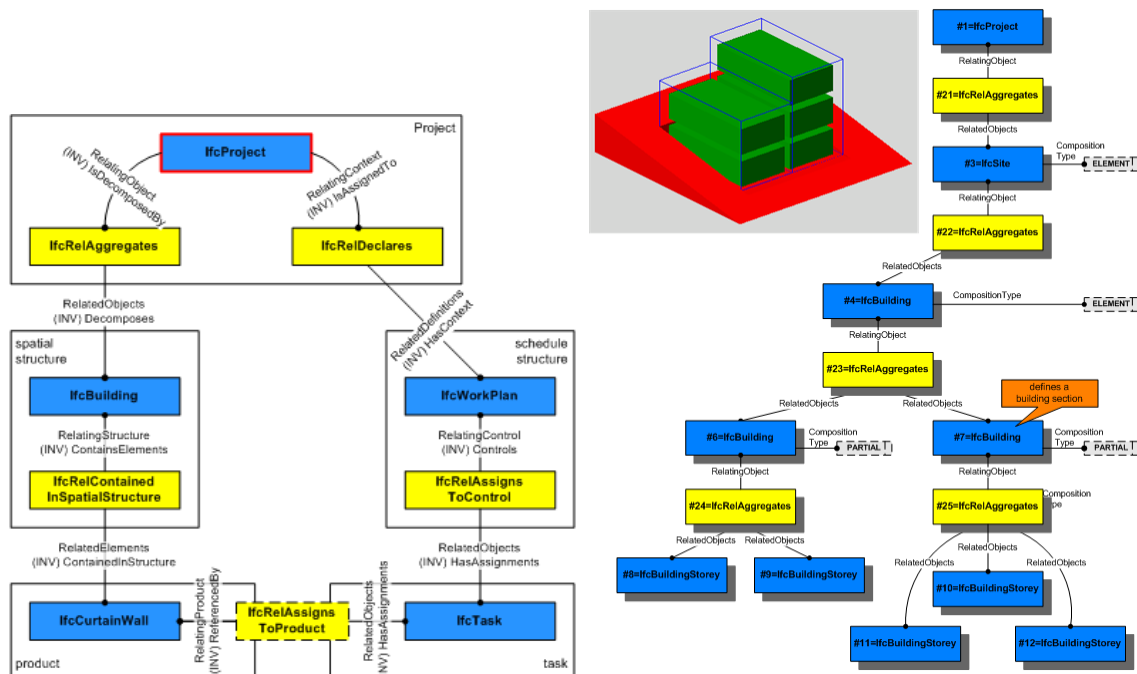 Project
IfcProject
RelatingObject
(INV) IsDecomposedBy
RelatingContext
(INV) IsAssignedTo
IfcRelAggregates
IfcRelDeclares
RelatedObjects
(INV) Decomposes
RelatedDefinitions
(INV) HasContext
spatial
structure
schedule
structure
IfcBuilding
IfcWorkPlan
RelatingStructure
(INV) ContainsElements
RelatingControl
(INV) Controls
IfcRelContained
InSpatialStructure
IfcRelAssigns
ToControl
RelatedElements
(INV) ContainedInStructure
RelatedObjects
(INV) HasAssignments
IfcCurtainWall
RelatingProduct
(INV) ReferencedBy
IfcRelAssigns
ToProduct
RelatedObjects
NV) HasAssignments
IfcTask
product
task
#1=IfcProject
RelatingObject
#21=IfcRelAggregates
RelatedObjects
#3=IfcSite
Composition
Type
ELEMENT
RelatingObject
#22=IfcRelAggregates
RelatedObjects
#4=IfcBuilding
CompositionType
ELEMENT
RelatingObject
#23=IfcRelAggregates
RelatedObjects
RelatedObjects
defines a
building section
#6=IfcBuilding
Composition
Type
PARTIAL
#7=IfcBuilding
Composition
Type
PARTIAL
RelatingObject
RelatingObject
#24=IfcRelAggregates
#25=IfcRelAggregates
Composition
ype
RelatedObjects
RelatedObjects
#8=IfcBuildingStorey
#9=IfcBuildingStorey
RelatedObjects
RelatedObjects
RelatedObjects
#10=IfcBuildingStorey
#11=IfcBuildingStorey
#12=IfcBuildingStorey